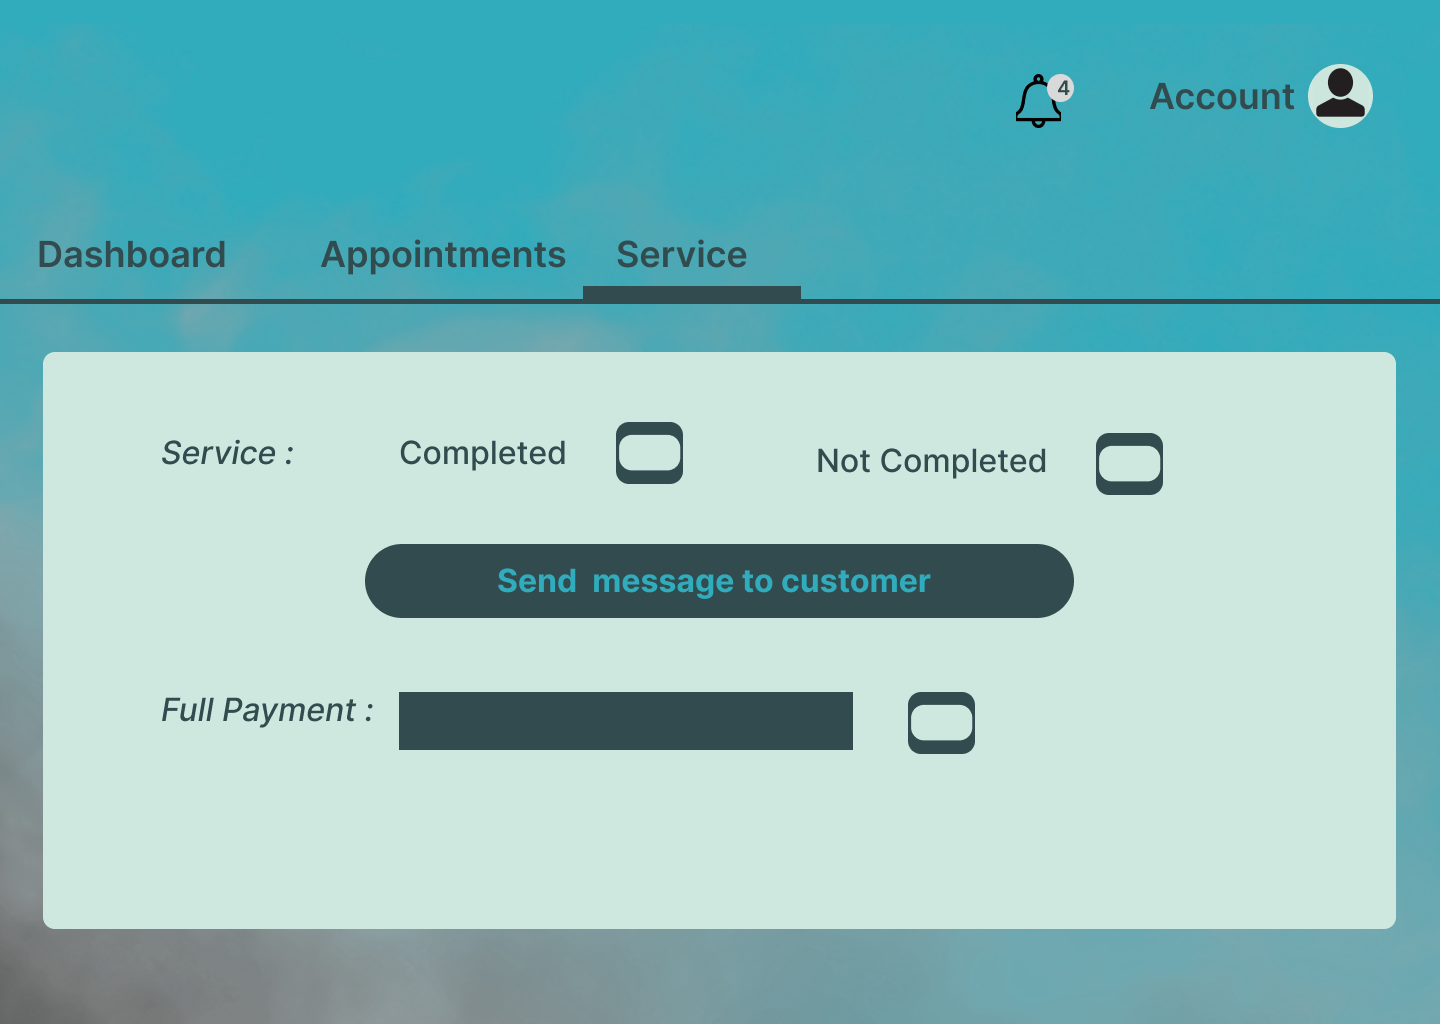 4
Account
Dashboard Appointments Service
Service : Completed Not Completed
Send  message to customer
Full Payment :